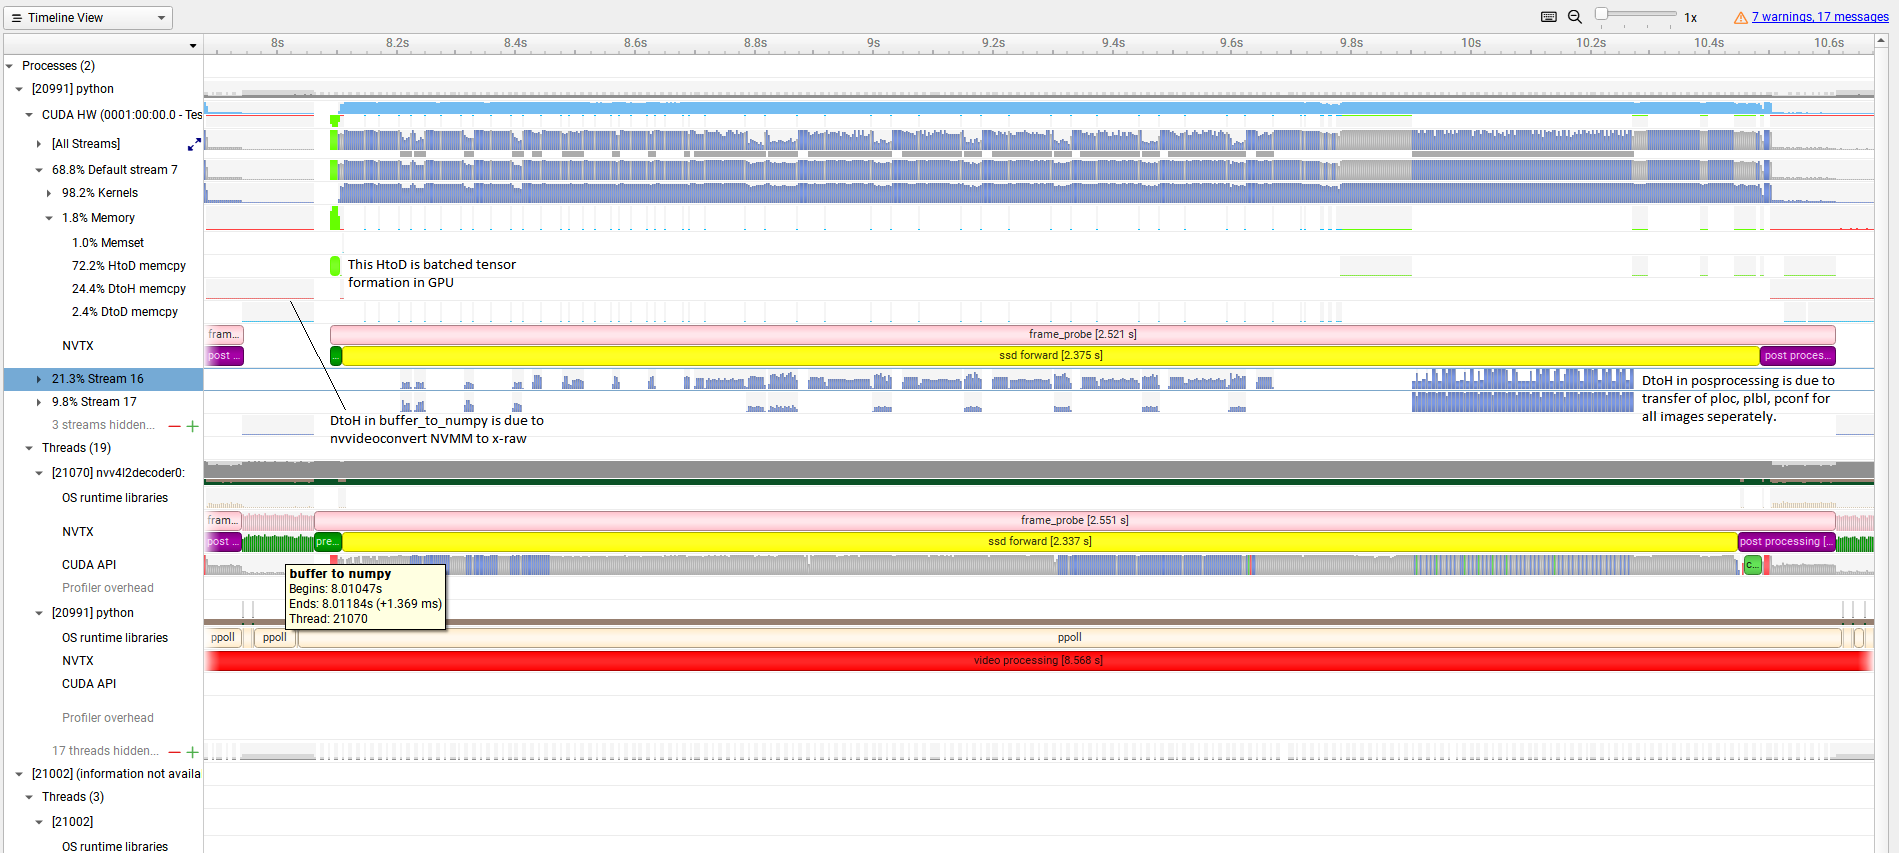 Timeline View
1x
7 warnings, 17 messages
8s 8.2s 8.4s 8.6s 8.8s 9s 9.2s 9.4s 9.6s 9.8s 10s 10.2s 10.4s 10.6s
Processes (2)
[20991] python
CUDA HW (0001:00:00.0 - Tes
[All Streams]
68.8% Default stream 7
98.2% Kernels
1.8% Memory
1.0% Memset
72.2% HtoD memcpy
This HtoD is batched tensor
formation in GPU
24.4% DtoH memcpy
2.4% DtoD memcpy
NVTX
fram...
frame_probe [2.521 s]
post ...
...
ssd forward [2.375 s]
post proces...
21.3% Stream 16
9.8% Stream 17
DtoH in posprocessing is due to
transfer of ploc, plbl, pconf for
all images seperately.
3 streams hidden...
DtoH in buffer_to_numpy is due to
nvvideoconvert NVMM to x-raw
Threads (19)
[21070] nvv4l2decoder0:
OS runtime libraries
NVTX
fram...
frame_probe [2.551 s]
post ...
pre...
ssd forward [2.337 s]
post processing [...
CUDA API
c...
Profiler overhead
buffer to numpy
Begins: 8.01047s
Ends: 8.01184s (+1.369 ms)
Thread: 21070
[20991] python
OS runtime libraries
ppoll
ppoll
ppoll
NVTX
video processing [8.568 s]
CUDA API
Profiler overhead
17 threads hidden...
[21002] (information not availa
Threads (3)
[21002]
OS runtime libraries